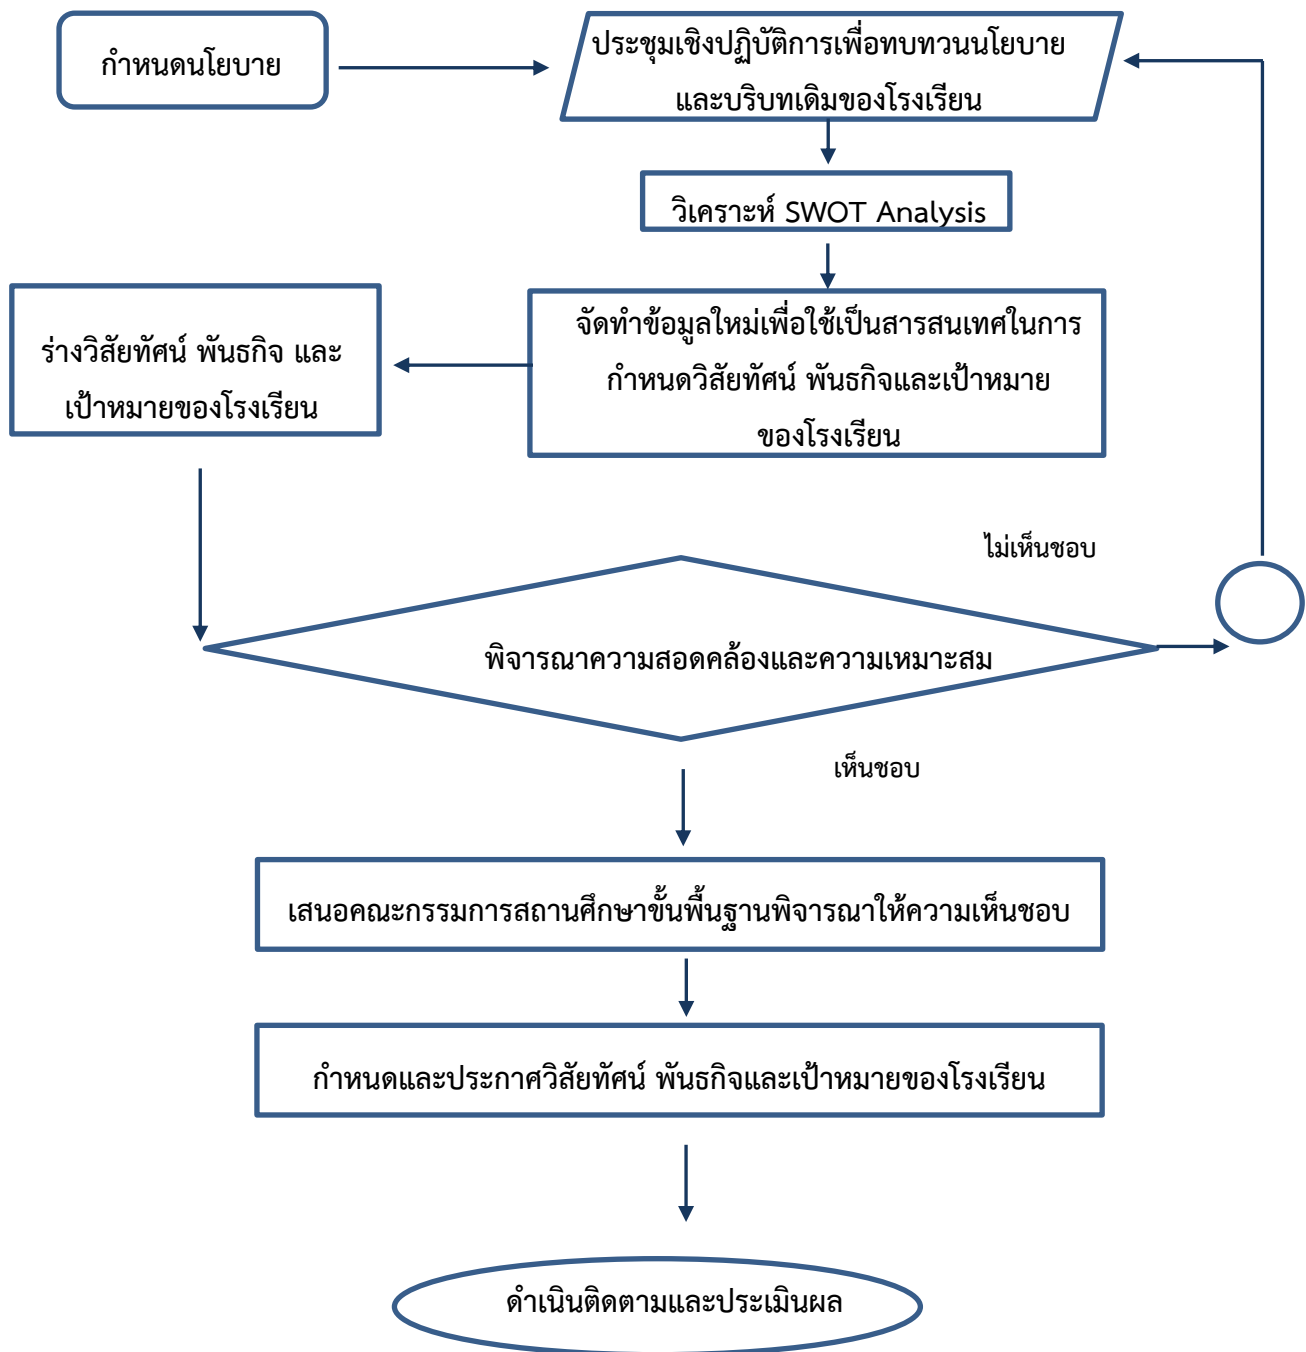 กำหนดนโยบาย
ประชุมเชิงปฏิบัติการเพื่อทบทวนนโยบาย
และบริบทเดิมของโรงเรียน
วิเคราะห์ SWOT Analysis
จัดทำข้อมูลใหม่เพื่อใช้เป็นสารสนเทศในการ
กำหนดวิสัยทัศน์ พันธกิจและเป้าหมาย
ของโรงเรียน
ร่างวิสัยทัศน์ พันธกิจ และ
เป้าหมายของโรงเรียน
ไม่เห็นชอบ
พิจารณาความสอดคล้องและความเหมาะสม
เห็นชอบ
เสนอคณะกรรมการสถานศึกษาขั้นพื้นฐานพิจารณาให้ความเห็นชอบ
กำหนดและประกาศวิสัยทัศน์ พันธกิจและเป้าหมายของโรงเรียน
ดำเนินติดตามและประเมินผล